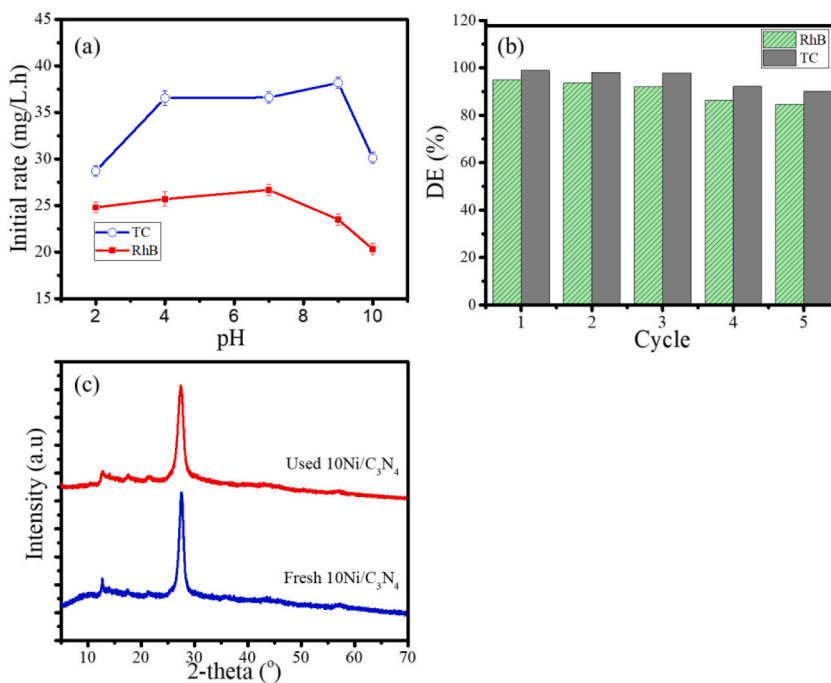 (a)
Initial rate (mg/L.h)
45
40
35
30
25
20
15
TC
RhB
2 4 6 8 10
pH
(b)
DE (%)
120
100
80
60
40
20
0
RhB
TC
1 2 3 4 5
Cycle
(c)
Intensity (a.u)
Used 10Ni/C₃N₄
Fresh 10Ni/C₃N₄
10 20 30 40 50 60 70
2-theta (°)